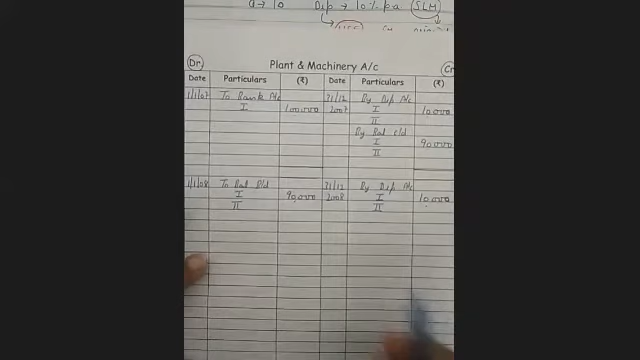 Dep → 10% p.a (SLM)
Dr. Plant & Machinery A/c Cr
Date Particulars (₹) Date Particulars (₹)
1/1/07 To Bank A/c 31/12 By Dep A/c
I 1,00,000 2007 I 10,000
II
By Bal c/d
I 90,000
II
1/1/08 To Bal b/d 31/12 By Dep A/c
I 90,000 2008 I 10,000
II II